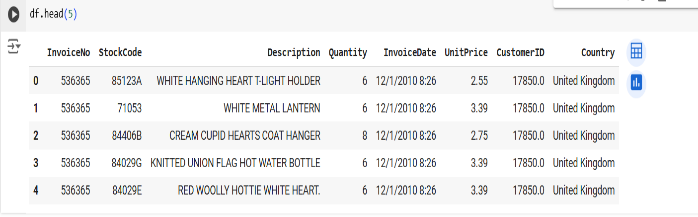 df.head(5)
InvoiceNo StockCode Description Quantity InvoiceDate UnitPrice CustomerID Country
0 536365 85123A WHITE HANGING HEART T-LIGHT HOLDER 6 12/1/2010 8:26 2.55 17850.0 United Kingdom
1 536365 71053 WHITE METAL LANTERN 6 12/1/2010 8:26 3.39 17850.0 United Kingdom
2 536365 84406B CREAM CUPID HEARTS COAT HANGER 8 12/1/2010 8:26 2.75 17850.0 United Kingdom
3 536365 84029G KNITTED UNION FLAG HOT WATER BOTTLE 6 12/1/2010 8:26 3.39 17850.0 United Kingdom
4 536365 84029E RED WOOLLY HOTTIE WHITE HEART. 6 12/1/2010 8:26 3.39 17850.0 United Kingdom